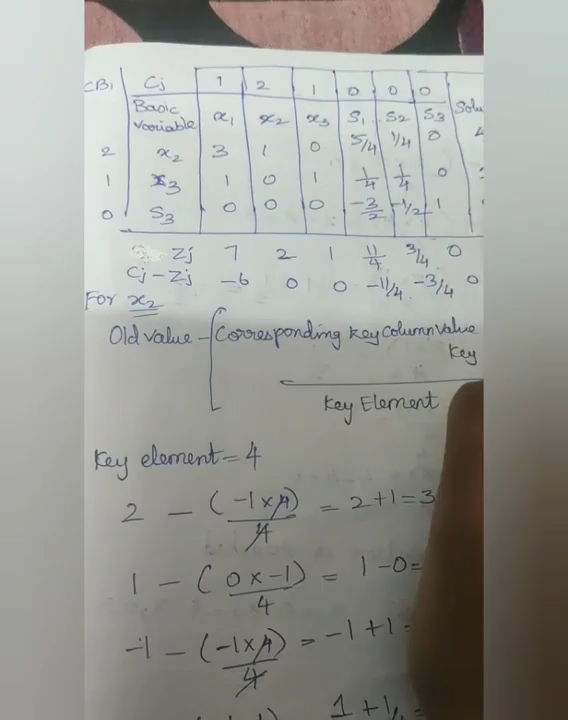 CB₁ Cj 1 2 1 0 0 0
Basic variable x₁ x₂ x₃ S₁ S₂ S₃ Solu
2 x₂ 3 1 0 5/4 1/4 0
1 x₃ 1 0 1 1/4 1/4 0
0 S₃ 0 0 0 -3/2 -1/2 1
Zj 7 2 1 11/4 3/4 0
Cj-Zj -6 0 0 -11/4 -3/4 0
For x₂
Old value - [Corresponding key column value
key
Key Element
Key element = 4
2 - (-1×4)/4 = 2+1=3
1 - (0×-1)/4 = 1-0=
-1 - (-1×4)/4 = -1+1=
1+1/